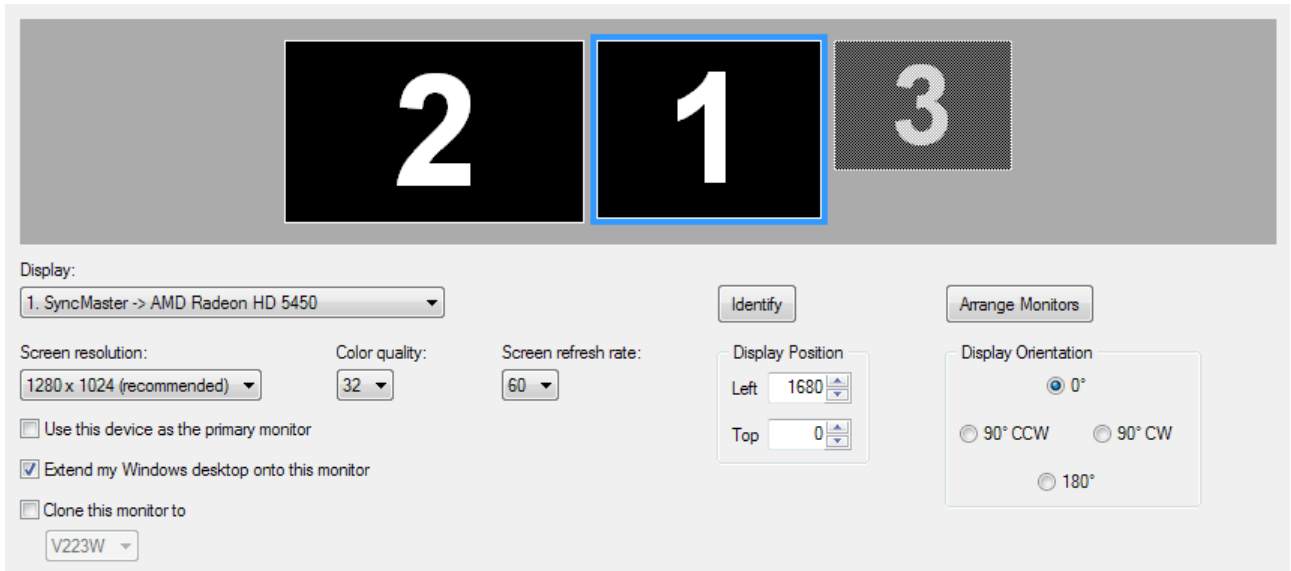 2 1 3
Display:
1. SyncMaster -> AMD Radeon HD 5450
Identify
Arrange Monitors
Screen resolution:
Color quality:
Screen refresh rate:
1280 x 1024 (recommended)
32
60
Display Position
Left 1680
Top 0
Display Orientation
0°
90° CCW
90° CW
180°
Use this device as the primary monitor
Extend my Windows desktop onto this monitor
Clone this monitor to
V223W